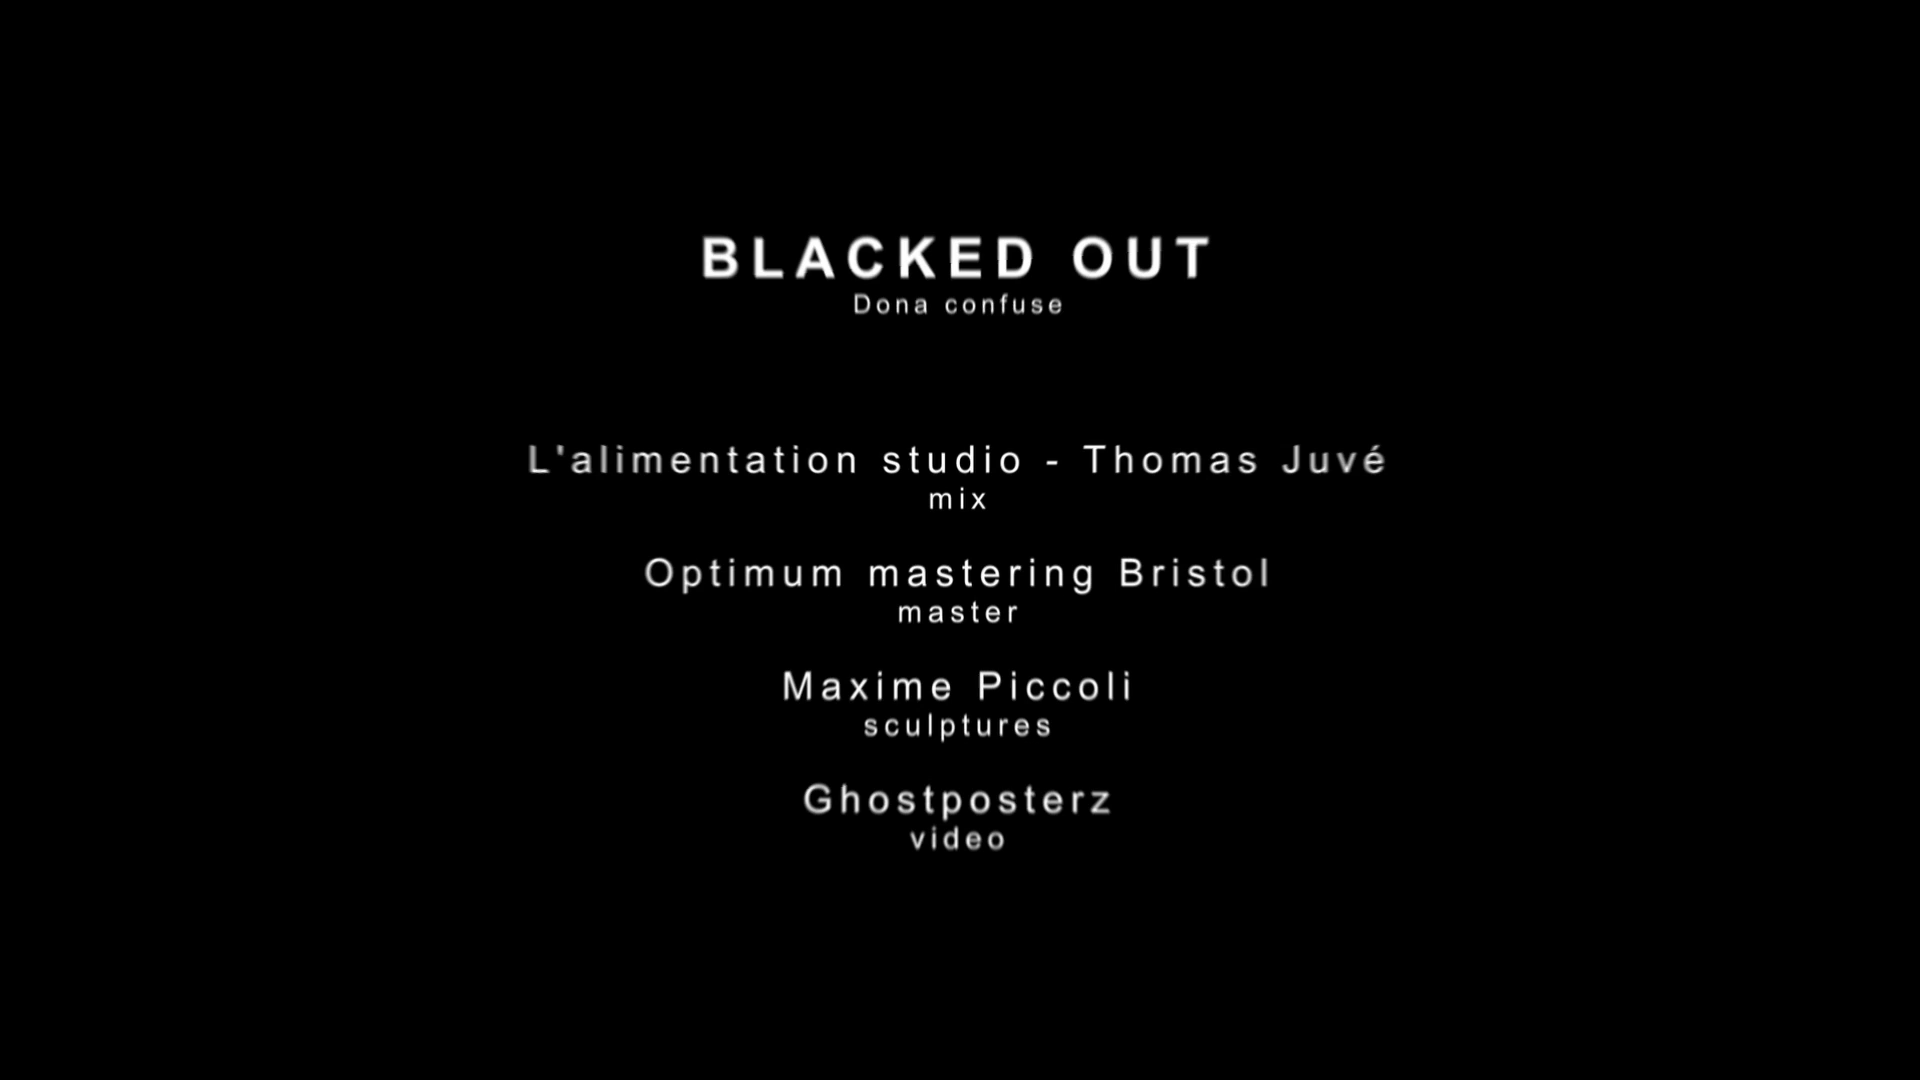 BLACKED OUT
Dona confuse
L'alimentation studio - Thomas Juvé
mix
Optimum mastering Bristol
master
Maxime Piccoli
sculptures
Ghostposterz
video